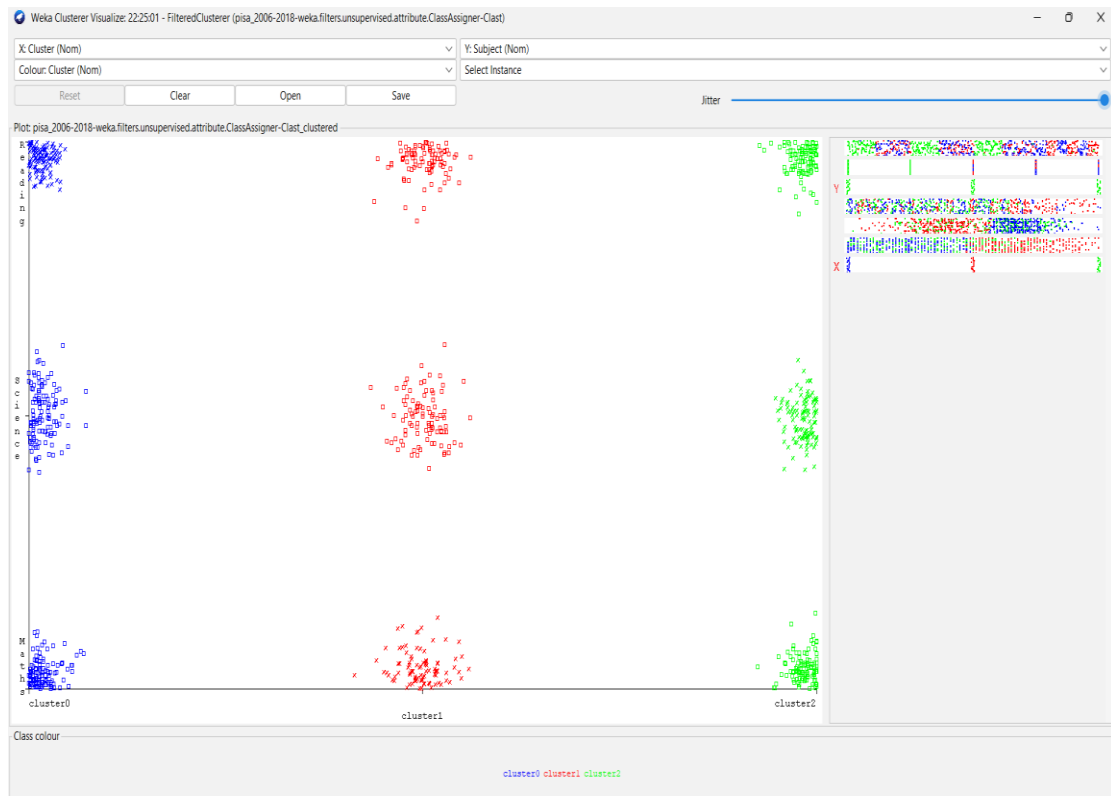 Weka Clusterer Visualize: 22:25:01 - FilteredClusterer (pisa_2006-2018-weka.filters.unsupervised.attribute.ClassAssigner-Clast)
X: Cluster (Nom)
Y: Subject (Nom)
Colour: Cluster (Nom)
Select Instance
Reset
Clear
Open
Save
Jitter
Plot: pisa_2006-2018-weka.filters.unsupervised.attribute.ClassAssigner-Clast_clustered
Reading
Science
Maths
cluster0
cluster1
cluster2
Y
X
Class colour
cluster0 cluster1 cluster2